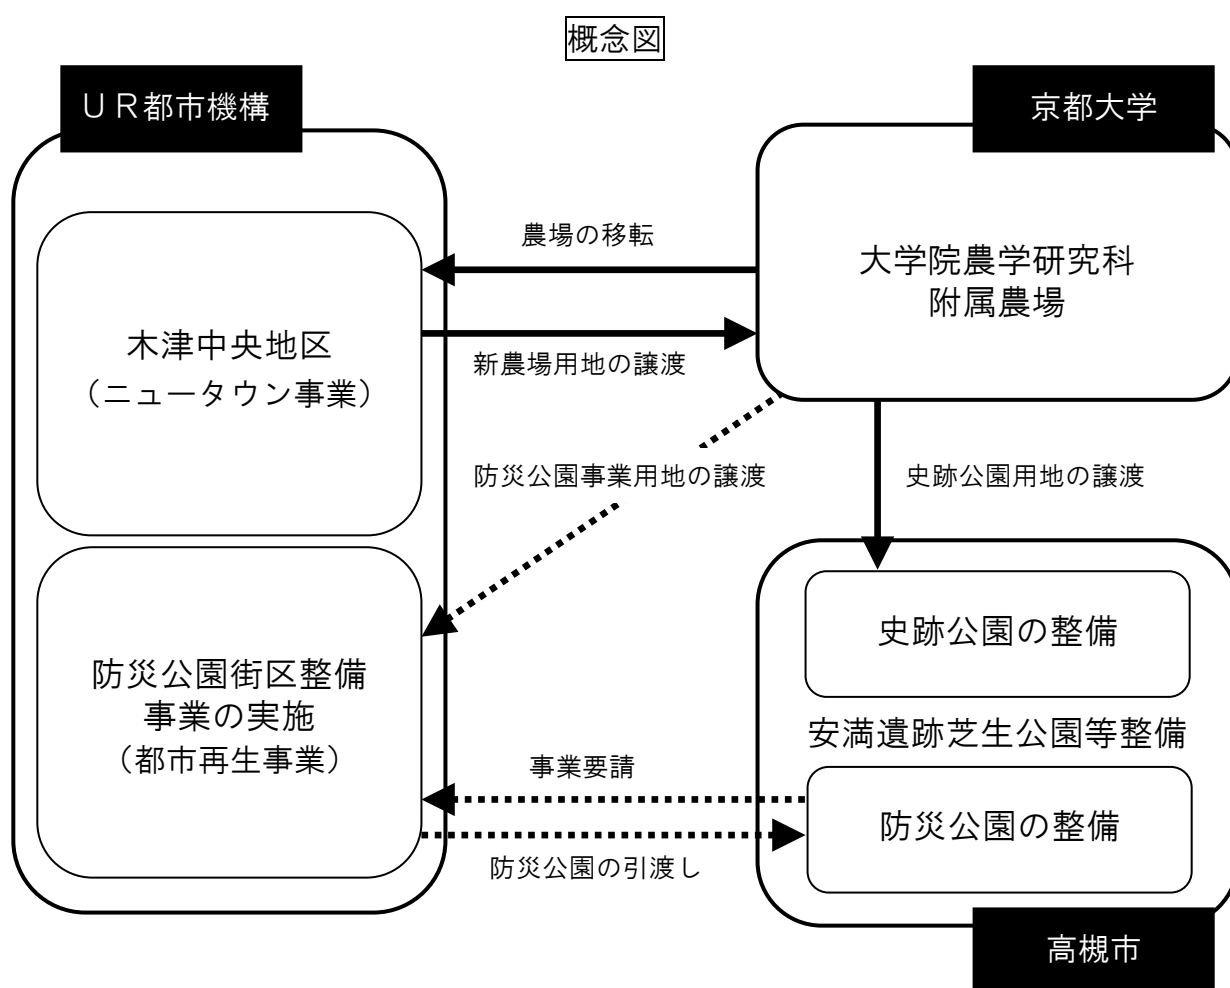 概念図
ＵＲ都市機構
京都大学
農場の移転
大学院農学研究科
附属農場
木津中央地区
（ニュータウン事業）
新農場用地の譲渡
防災公園事業用地の譲渡
史跡公園用地の譲渡
史跡公園の整備
防災公園街区整備
事業の実施
（都市再生事業）
安満遺跡芝生公園等整備
事業要請
防災公園の整備
防災公園の引渡し
高槻市